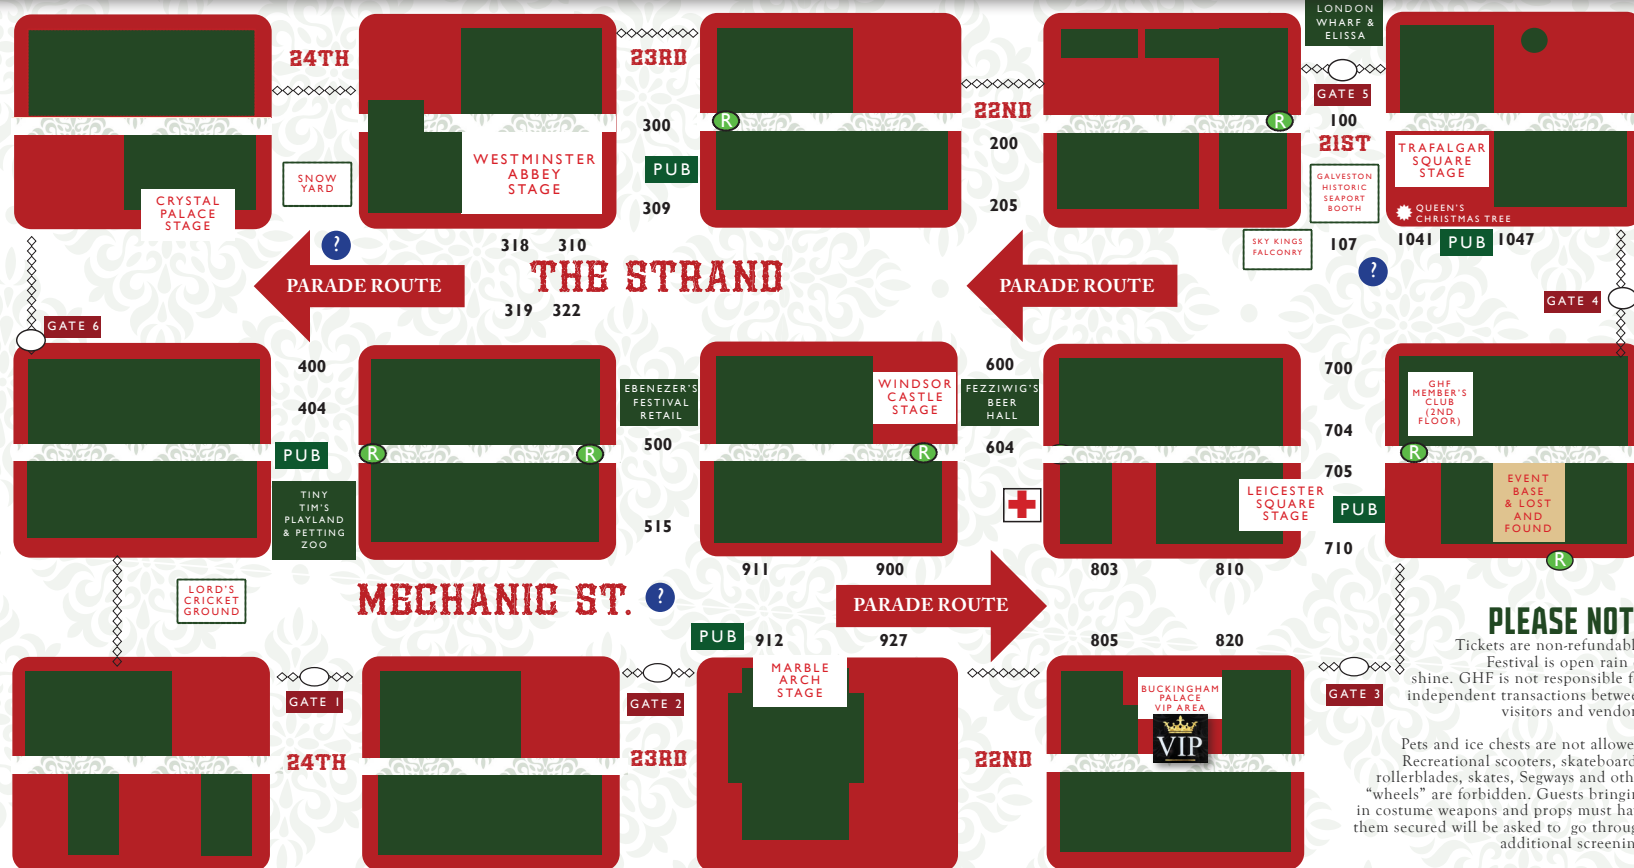 LONDON
WHARF &
ELISSA
24TH
23RD
22ND
GATE 5
100
21ST
300
PUB
309
200
205
R
R
SNOW
YARD
WESTMINSTER
ABBEY
STAGE
CRYSTAL
PALACE
STAGE
TRAFALGAR
SQUARE
STAGE
GALVESTON
HISTORIC
SEAPORT
BOOTH
QUEEN'S
CHRISTMAS TREE
SKY KINGS
FALCONRY
107
1041
PUB
1047
?
?
318
310
THE STRAND
PARADE ROUTE
PARADE ROUTE
319
322
GATE 4
GATE 6
400
404
PUB
TINY
TIM'S
PLAYLAND
& PETTING
ZOO
R
R
EBENEZER'S
FESTIVAL
RETAIL
500
515
WINDSOR
CASTLE
STAGE
R
600
FEZZIWIG'S
BEER
HALL
604
LEICESTER
SQUARE
STAGE
700
704
705
PUB
710
GHF
MEMBER'S
CLUB
(2ND
FLOOR)
R
EVENT
BASE
& LOST
AND
FOUND
R
911
900
803
810
LORD'S
CRICKET
GROUND
MECHANIC ST.
?
PARADE ROUTE
PUB
912
927
805
820
MARBLE
ARCH
STAGE
BUCKINGHAM
PALACE
VIP AREA
VIP
GATE 1
GATE 2
GATE 3
24TH
23RD
22ND
PLEASE NOT
Tickets are non-refundabl
Festival is open rain
shine. GHF is not responsible f
independent transactions betwee
visitors and vendor
Pets and ice chests are not allowe
Recreational scooters, skateboard
rollerblades, skates, Segways and oth
"wheels" are forbidden. Guests bringin
in costume weapons and props must hav
them secured will be asked to go throug
additional screenin